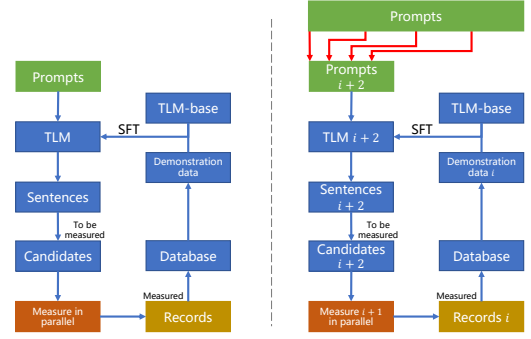 Prompts
TLM-base
TLM
SFT
Demonstration
data
Sentences
To be
measured
Candidates
Database
Measured
Measure in
parallel
Records
Prompts
Prompts
i + 2
TLM-base
TLM i + 2
SFT
Demonstration
data i
Sentences
i + 2
To be
measured
Candidates
i + 2
Database
Measured
Measure i + 1
in parallel
Records i